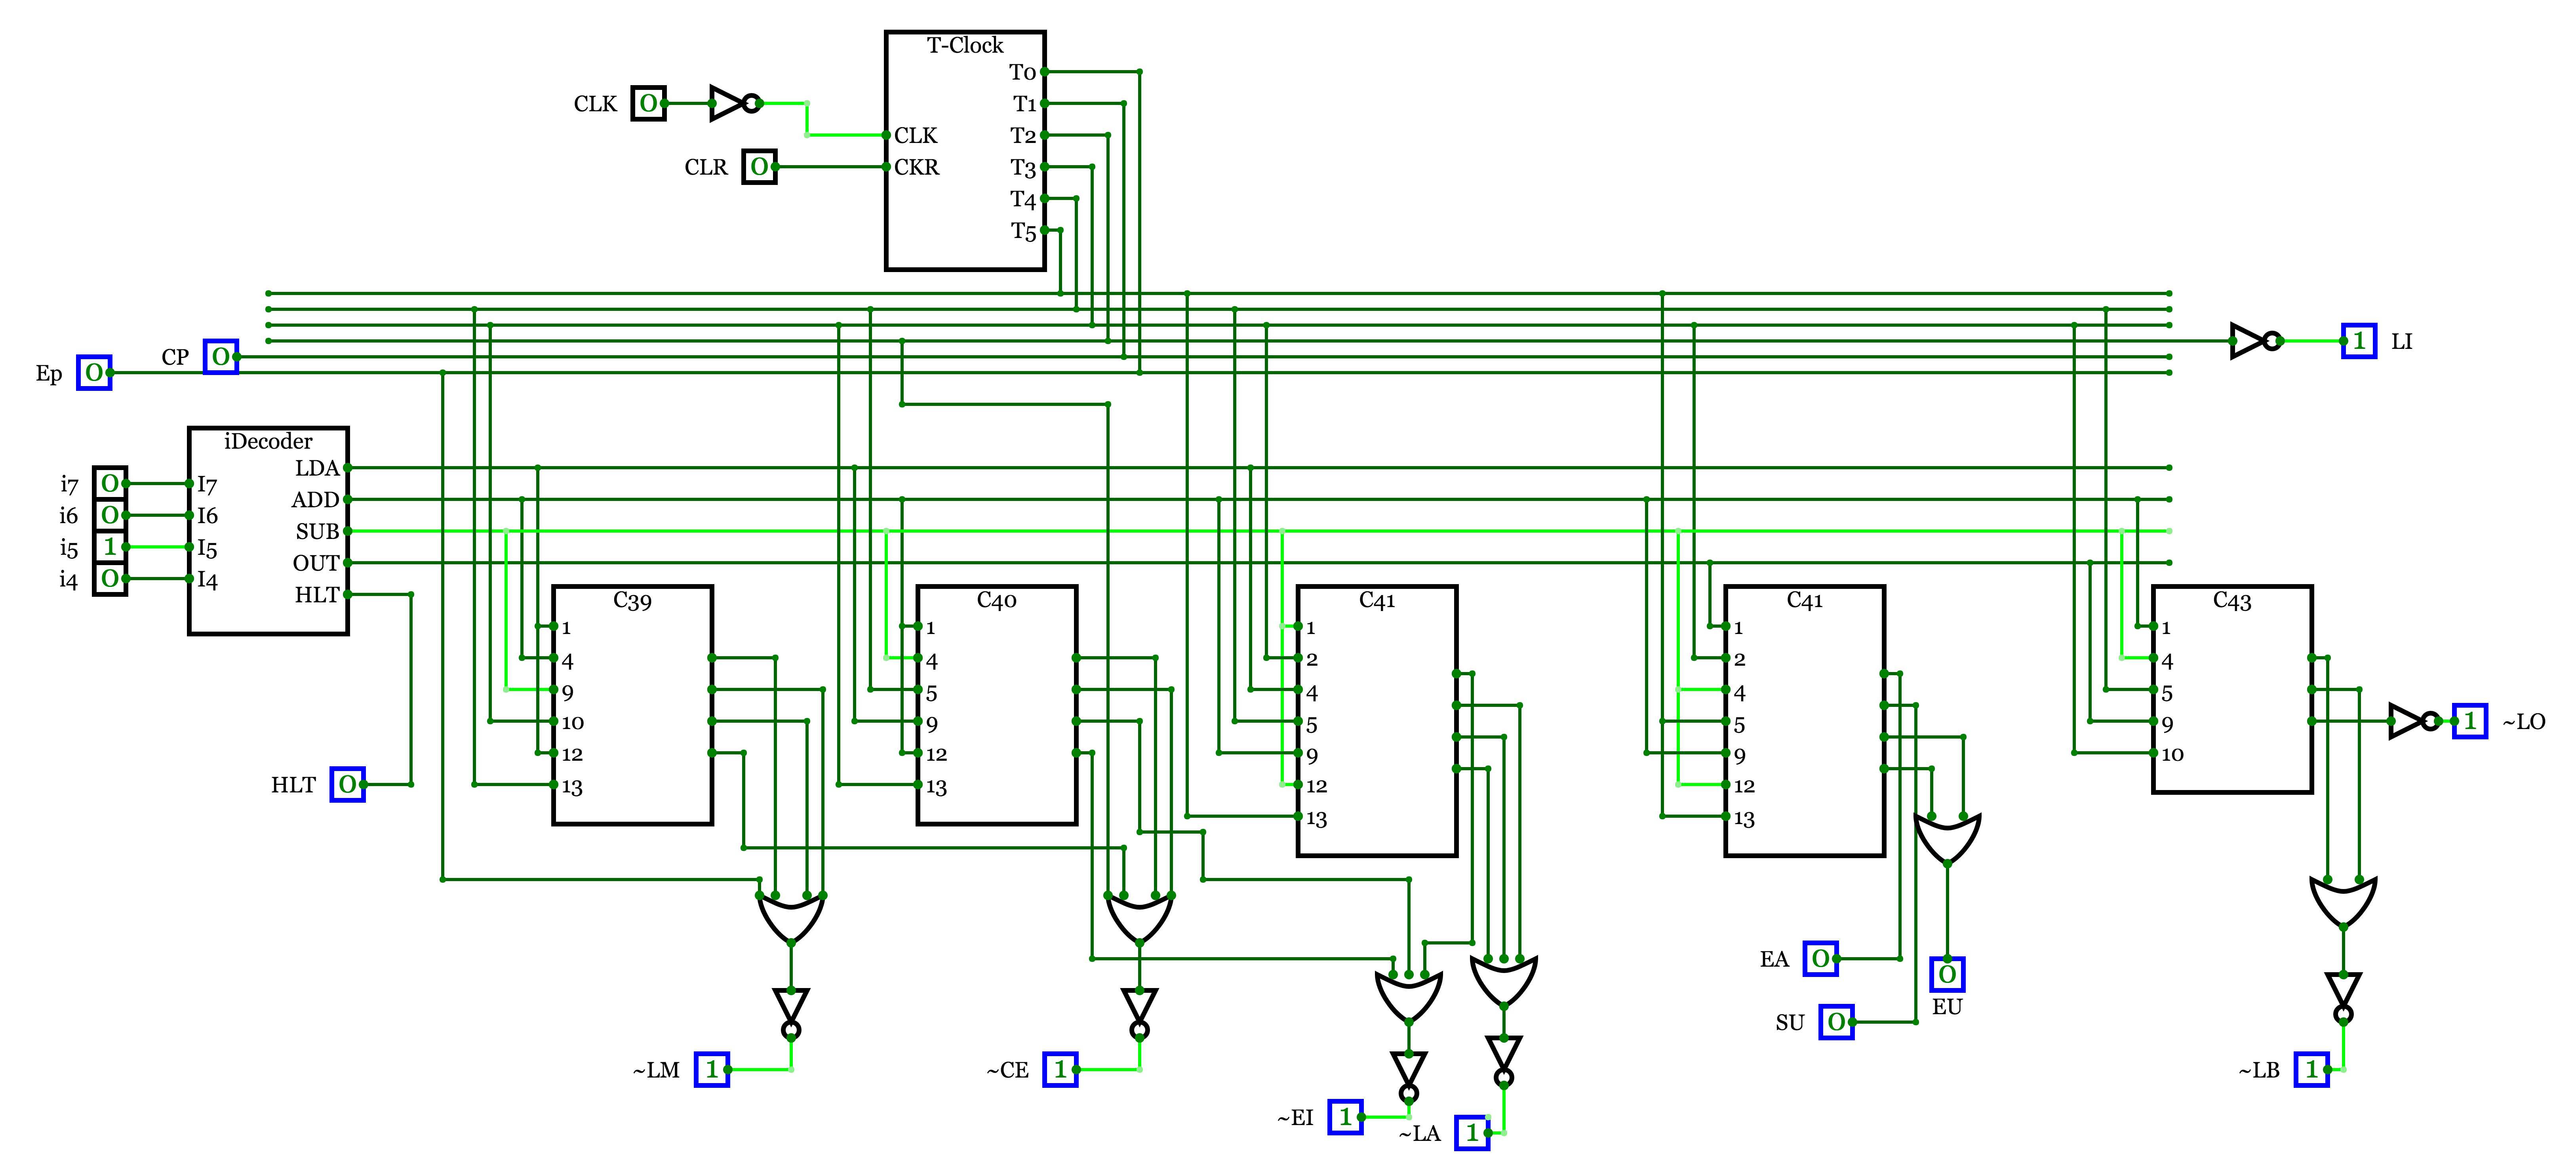 T-Clock
T0
CLK 0
T1
CLK
T2
CLR 0
CKR
T3
T4
T5
CP 0
1 LI
Ep 0
iDecoder
LDA
i7 0 I7
ADD
i6 0 I6
SUB
i5 1 I5
OUT
i4 0 I4
HLT
HLT 0
C39
1
4
9
10
12
13
C40
1
4
5
9
12
13
C41
1
2
4
5
9
12
13
C41
1
2
4
5
9
12
13
C43
1
4
5
9
10
1 ~LO
EA 0
0
EU
SU 0
~LM 1
~CE 1
~EI 1
~LA 1
~LB 1